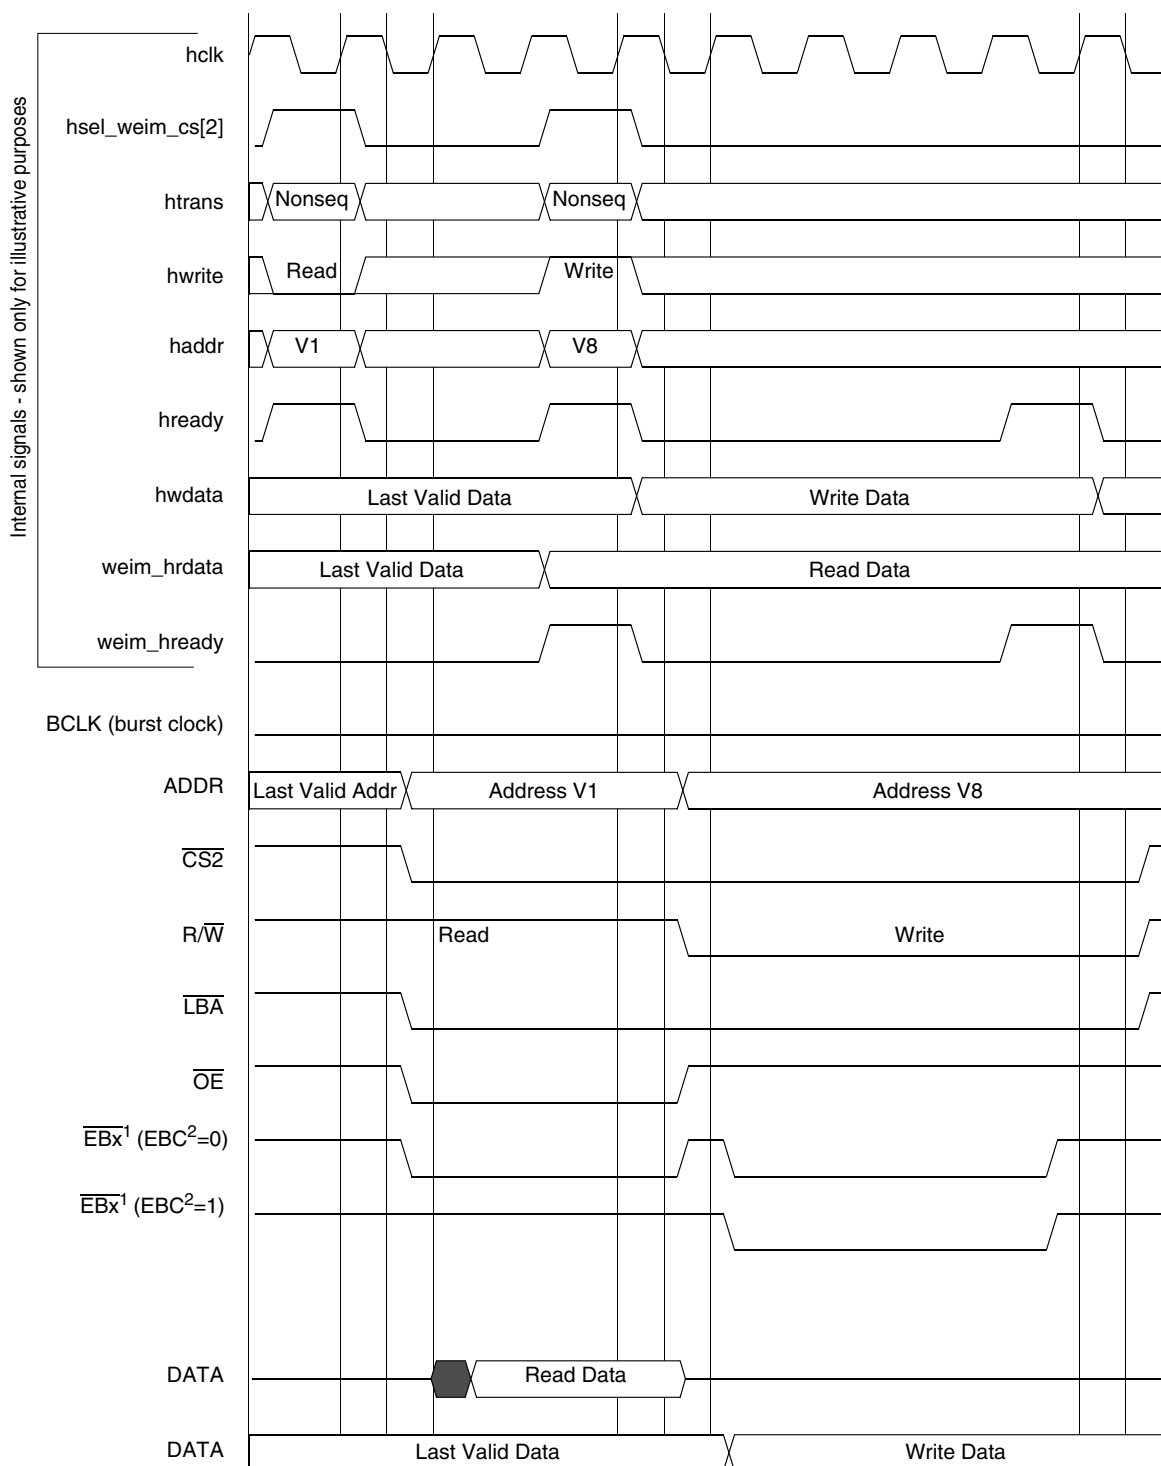 Internal signals - shown only for illustrative purposes
hclk
hsel_weim_cs[2]
htrans Nonseq Nonseq
hwrite Read Write
haddr V1 V8
hready
hwdata Last Valid Data Write Data
weim_hrdata Last Valid Data Read Data
weim_hready
BCLK (burst clock)
ADDR Last Valid Addr Address V1 Address V8
CS2
R/W Read Write
LBA
OE
EBx¹ (EBC²=0)
EBx¹ (EBC²=1)
DATA Read Data
DATA Last Valid Data Write Data